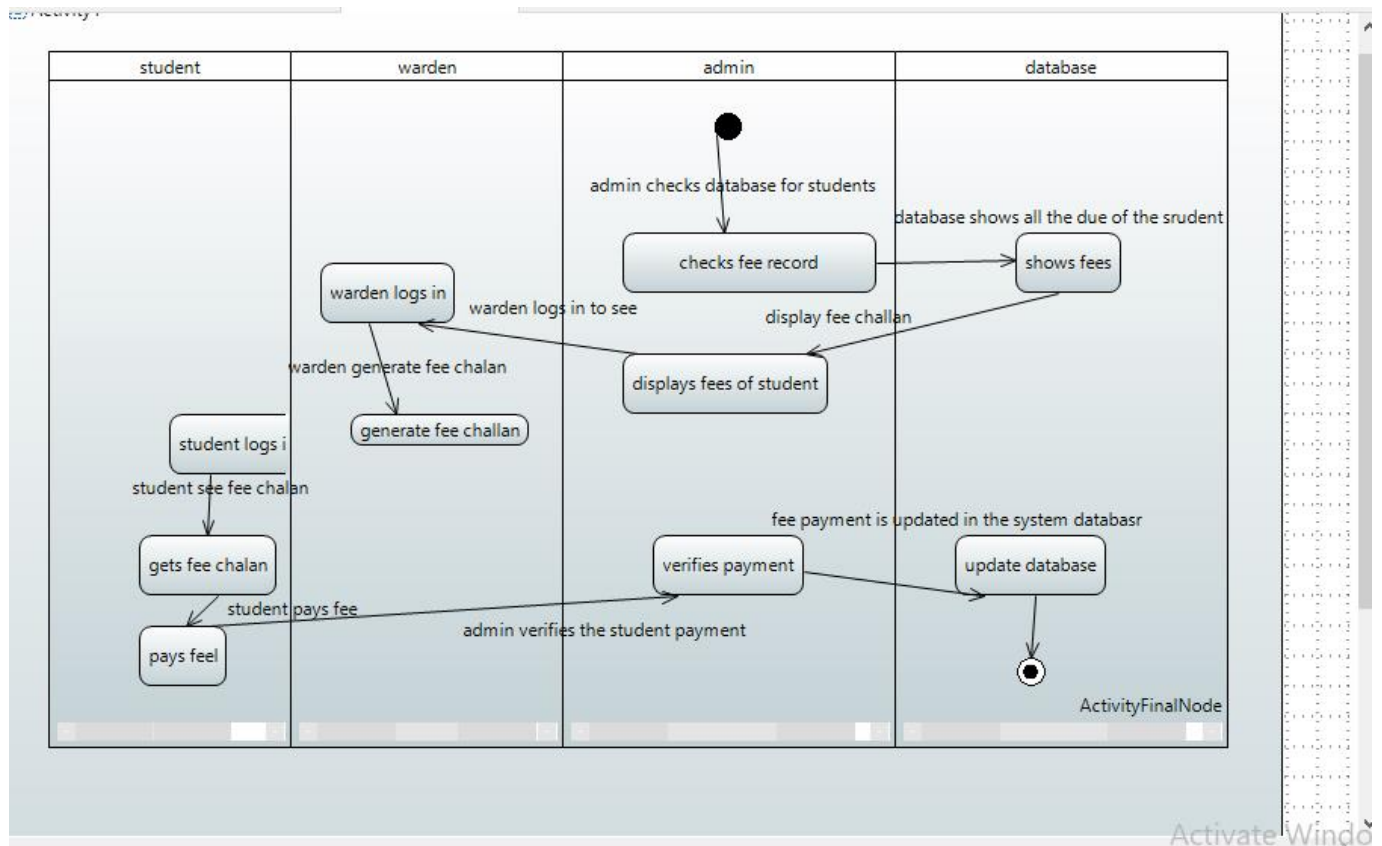 student
warden
admin
database
admin checks database for students
database shows all the due of the srudent
checks fee record
shows fees
warden logs in
warden logs in to see
display fee challan
warden generate fee chalan
displays fees of student
generate fee challan
student logs i
student see fee chalan
fee payment is updated in the system databasr
gets fee chalan
verifies payment
update database
student pays fee
admin verifies the student payment
pays feel
ActivityFinalNode
Activate Windo